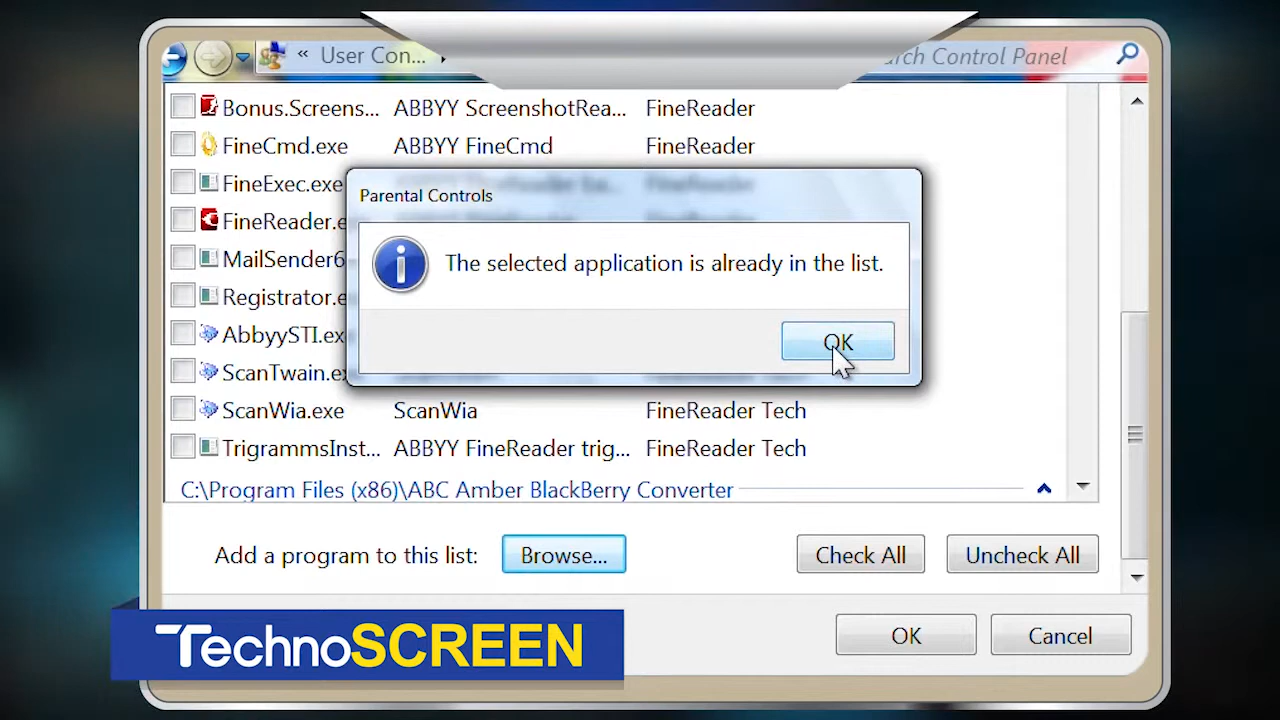 « User Con...
rch Control Panel
Bonus.Screens... ABBYY ScreenshotRea... FineReader
FineCmd.exe ABBYY FineCmd FineReader
FineExec.exe
FineReader.e
MailSender6
Registrator.e
AbbyySTI.ex
ScanTwain.e
ScanWia.exe ScanWia FineReader Tech
TrigrammsInst... ABBYY FineReader trig... FineReader Tech
C:\Program Files (x86)\ABC Amber BlackBerry Converter
Parental Controls
The selected application is already in the list.
OK
Add a program to this list: Browse... Check All Uncheck All
OK Cancel
TechnoSCREEN